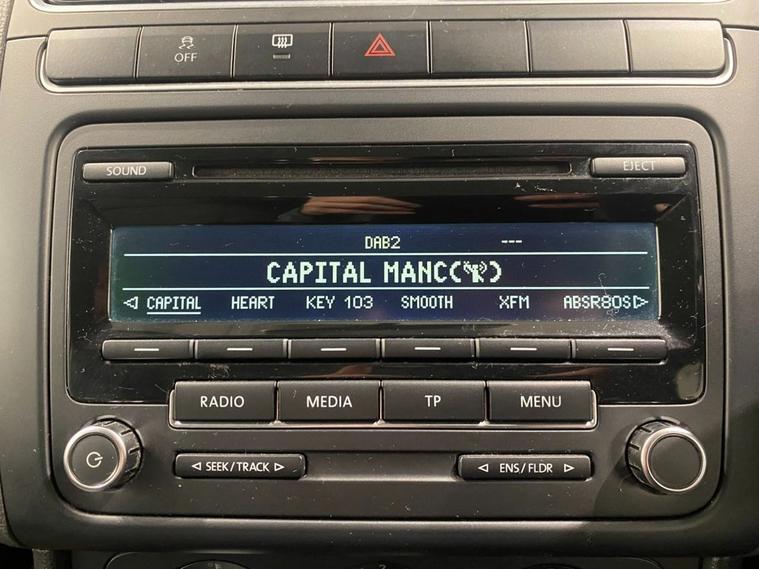 OFF
SOUND EJECT
DAB2 ---
CAPITAL MANC( )
CAPITAL HEART KEY 103 SMOOTH XFM ABSR80S
RADIO MEDIA TP MENU
SEEK/TRACK ENS/FLDR